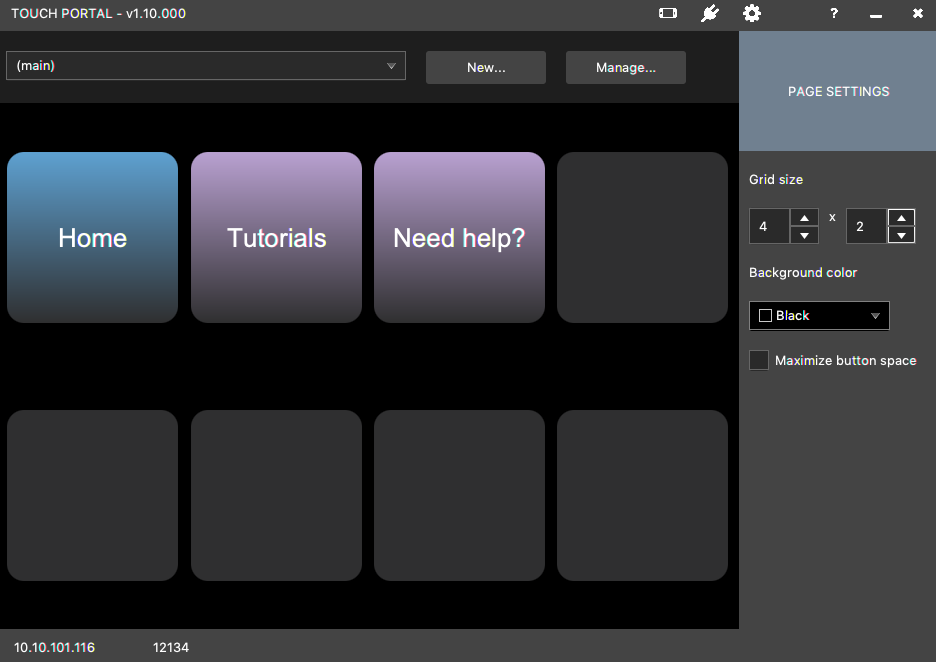 TOUCH PORTAL - v1.10.000
?
(main)
New...
Manage...
PAGE SETTINGS
Grid size
4 x 2
Background color
Black
Maximize button space
Home
Tutorials
Need help?
10.10.101.116 12134